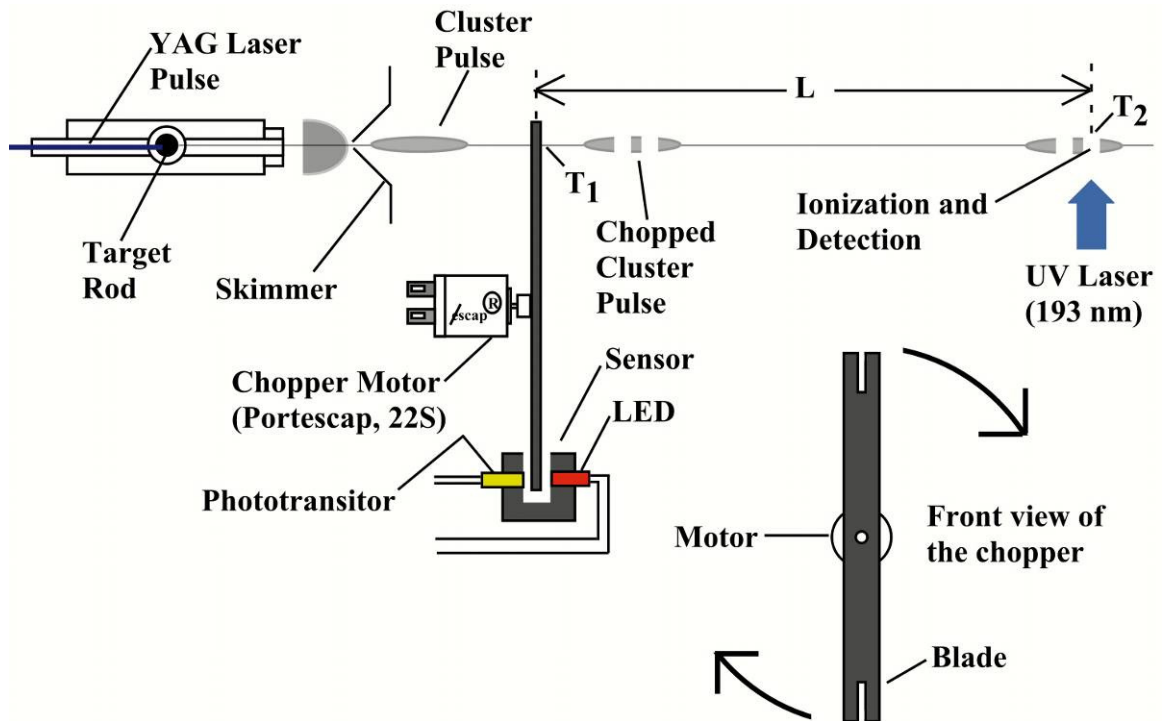 YAG Laser
Pulse
Cluster
Pulse
L
T2
T1
Target
Rod
Skimmer
Chopped
Cluster
Pulse
Ionization and
Detection
UV Laser
(193 nm)
escap ®
Chopper Motor
(Portescap, 22S)
Sensor
LED
Phototransitor
Motor
Front view of
the chopper
Blade